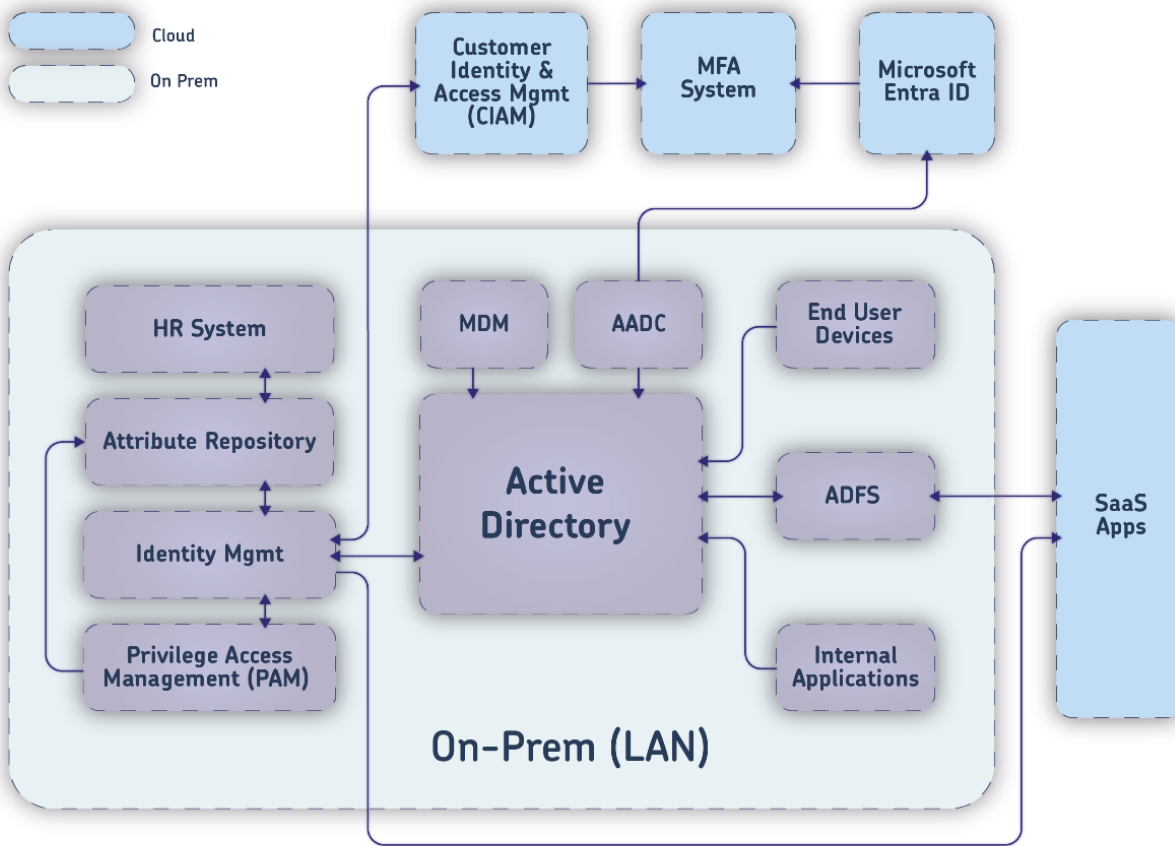 Cloud
On Prem
Customer
Identity &
Access Mgmt
(CIAM)
MFA
System
Microsoft
Entra ID
HR System
MDM
AADC
End User
Devices
Attribute Repository
Active
Directory
ADFS
SaaS
Apps
Identity Mgmt
Privilege Access
Management (PAM)
Internal
Applications
On-Prem (LAN)